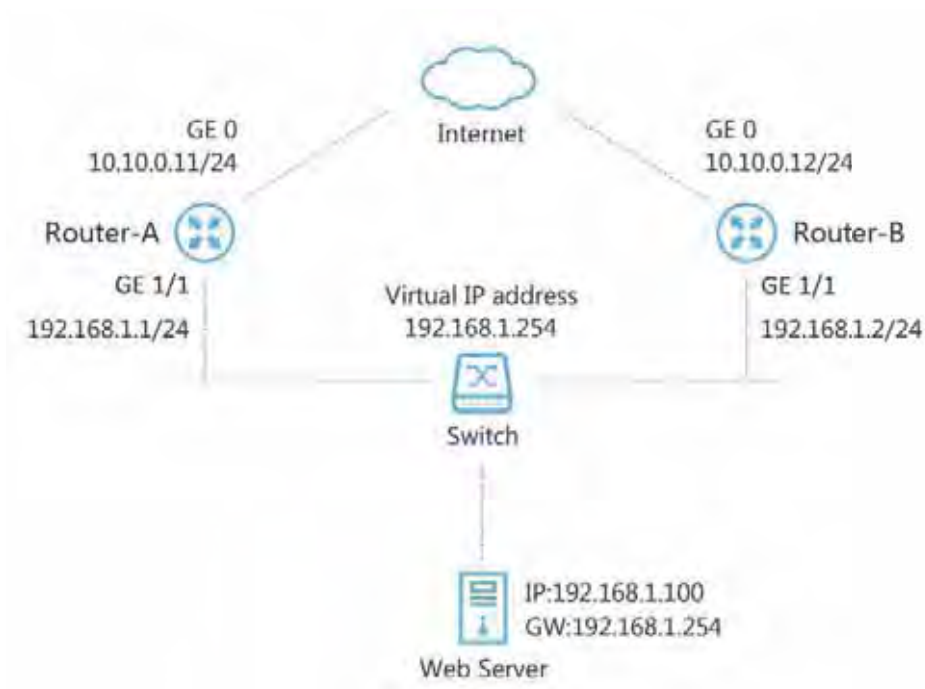 GE 0
10.10.0.11/24
Internet
GE 0
10.10.0.12/24
Router-A
Router-B
GE 1/1
192.168.1.1/24
Virtual IP address
192.168.1.254
GE 1/1
192.168.1.2/24
Switch
IP:192.168.1.100
GW:192.168.1.254
Web Server